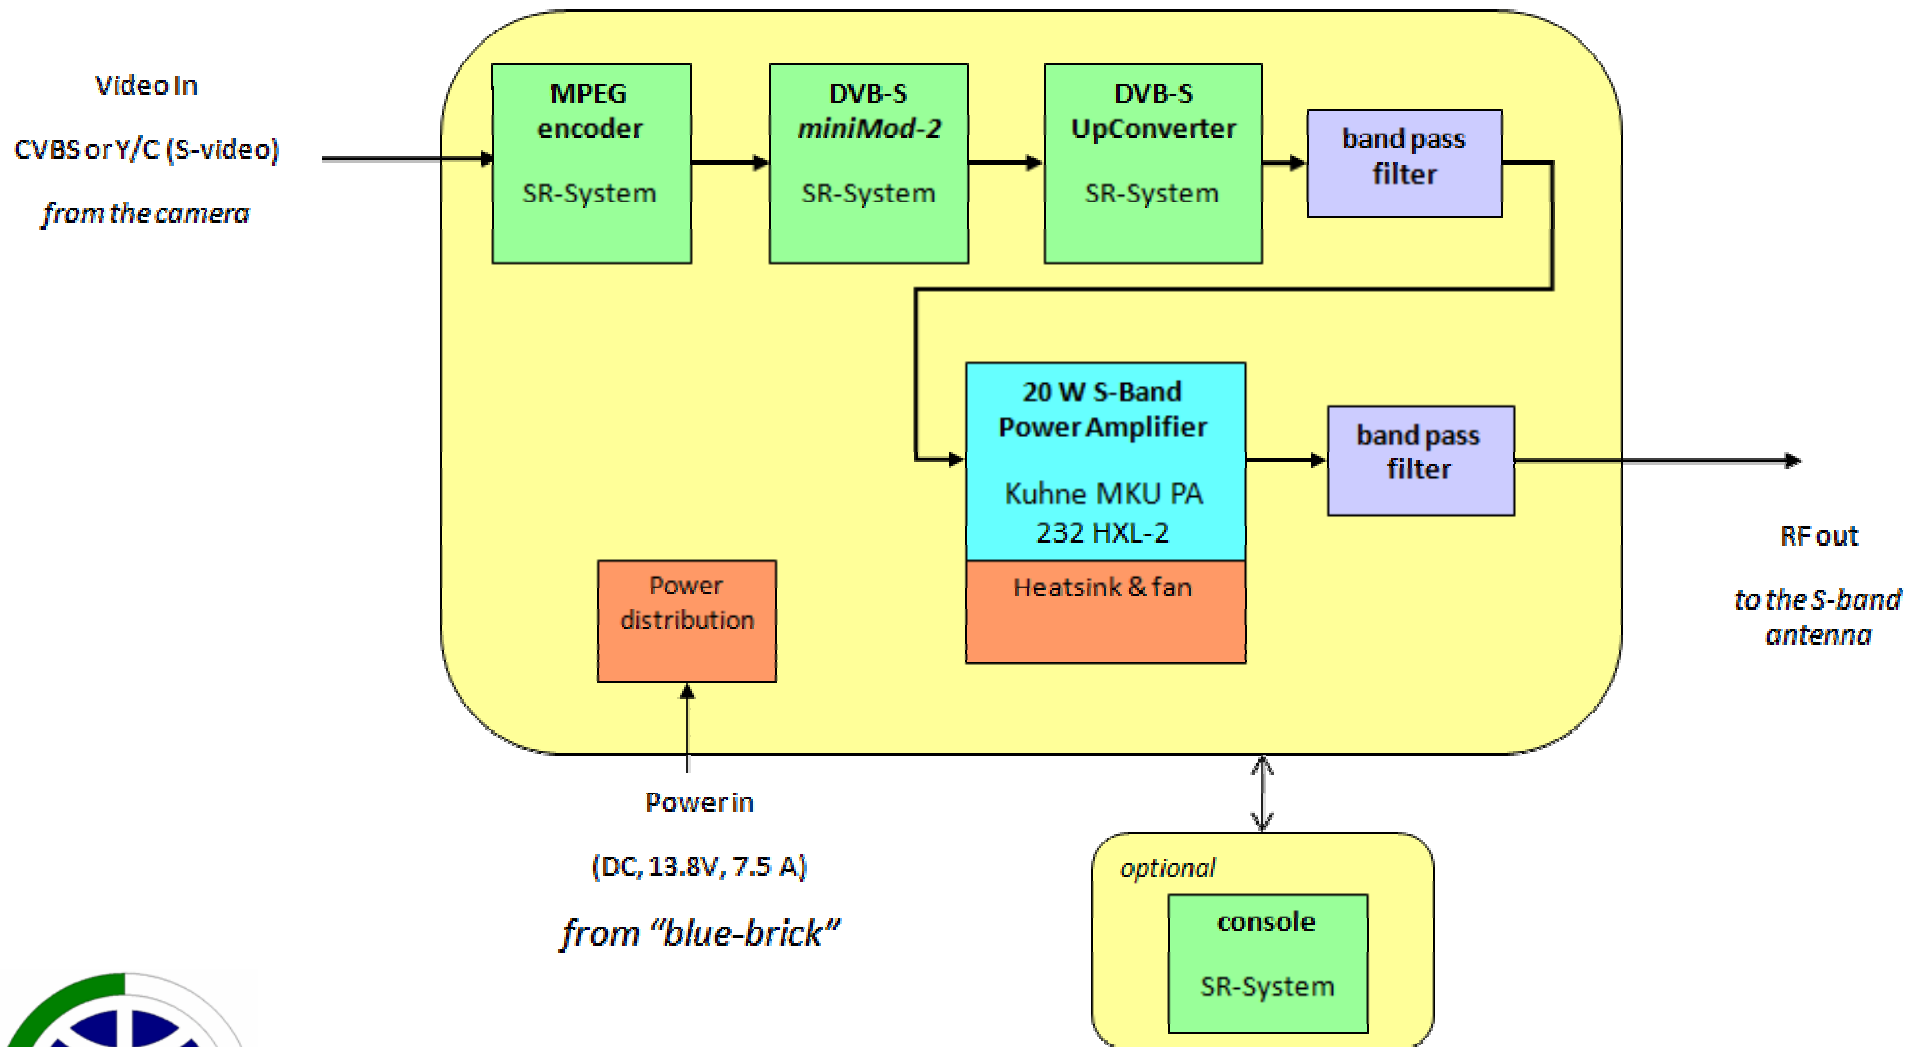 Video In
CVBS or Y/C (S-video)
from the camera
MPEG
encoder
SR-System
DVB-S
miniMod-2
SR-System
DVB-S
UpConverter
SR-System
band pass
filter
20 W S-Band
Power Amplifier
Kuhne MKU PA
232 HXL-2
Heatsink & fan
band pass
filter
RF out
to the S-band
antenna
Power
distribution
Power in
(DC, 13.8V, 7.5 A)
from “blue-brick”
optional
console
SR-System